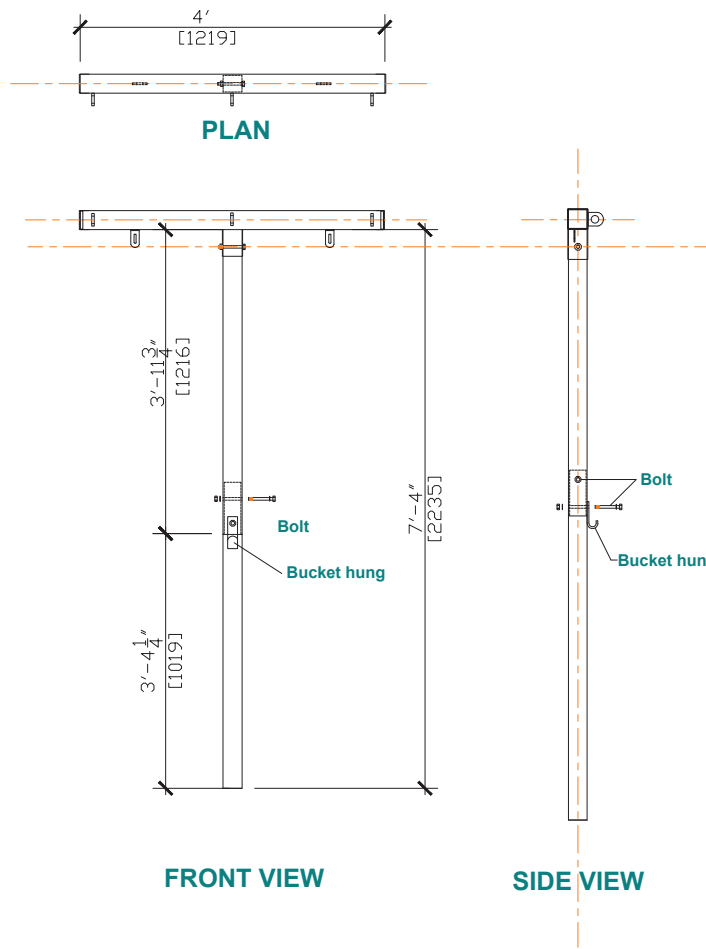 4'
[1219]
PLAN
3'-11 3/4"
[1216]
7'-4"
[2235]
Bolt
Bolt
Bucket hung
Bucket hun
3'-4 1/4"
[1019]
FRONT VIEW
SIDE VIEW